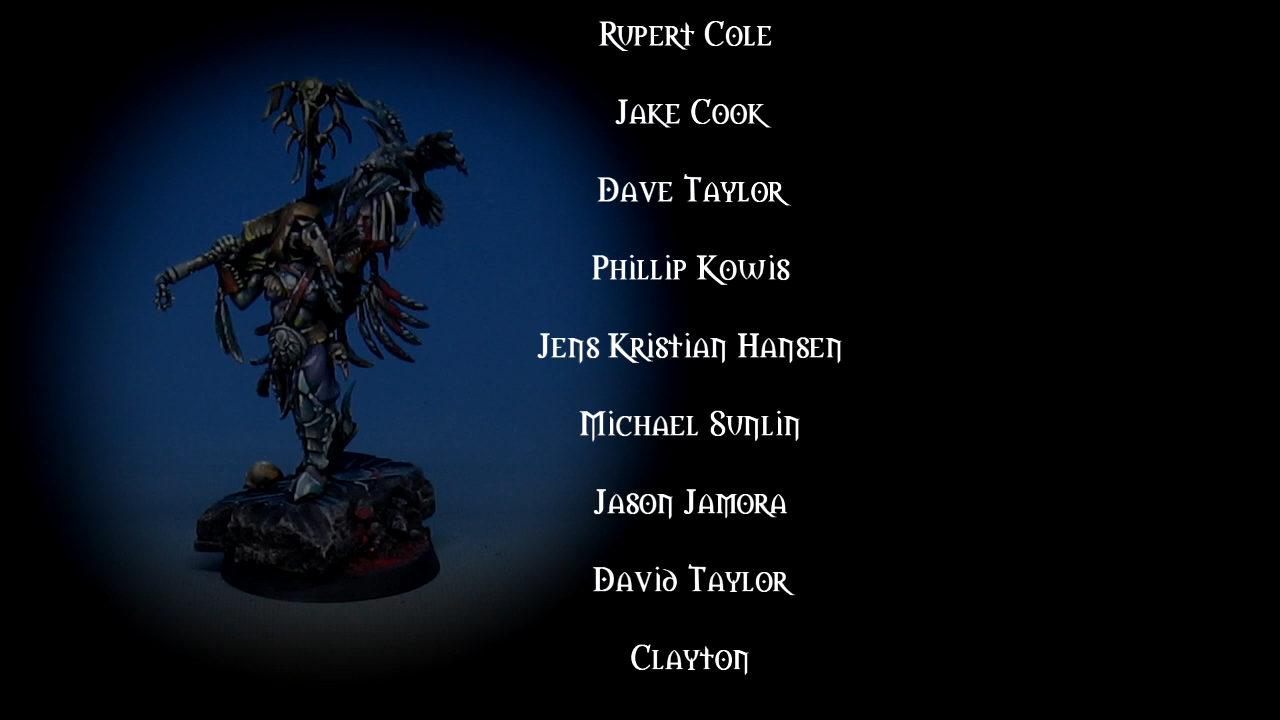 Rupert Cole
Jake Cook
Dave Taylor
Phillip Kowis
Jens Kristian Hansen
Michael Sunlin
Jason Jamora
David Taylor
Clayton